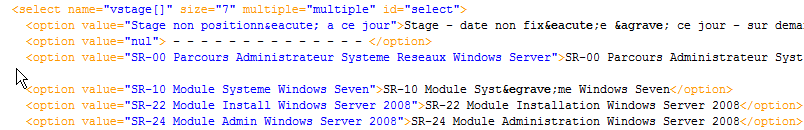 <select name="vstage[]" size="7" multiple="multiple" id="select">
<option value="Stage non positionn&eacute; a ce jour">Stage - date non fix&eacute;e &agrave; ce jour - sur dema
<option value="nul"> - - - - - - - - - - - - - - </option>
<option value="SR-00 Parcours Administrateur Systeme Reseaux Windows Server">SR-00 Parcours Administrateur Syst
<option value="SR-10 Module Systeme Windows Seven">SR-10 Module Syst&egrave;me Windows Seven</option>
<option value="SR-22 Module Install Windows Server 2008">SR-22 Module Installation Windows Server 2008</option>
<option value="SR-24 Module Admin Windows Server 2008">SR-24 Module Administration Windows Server 2008</option>